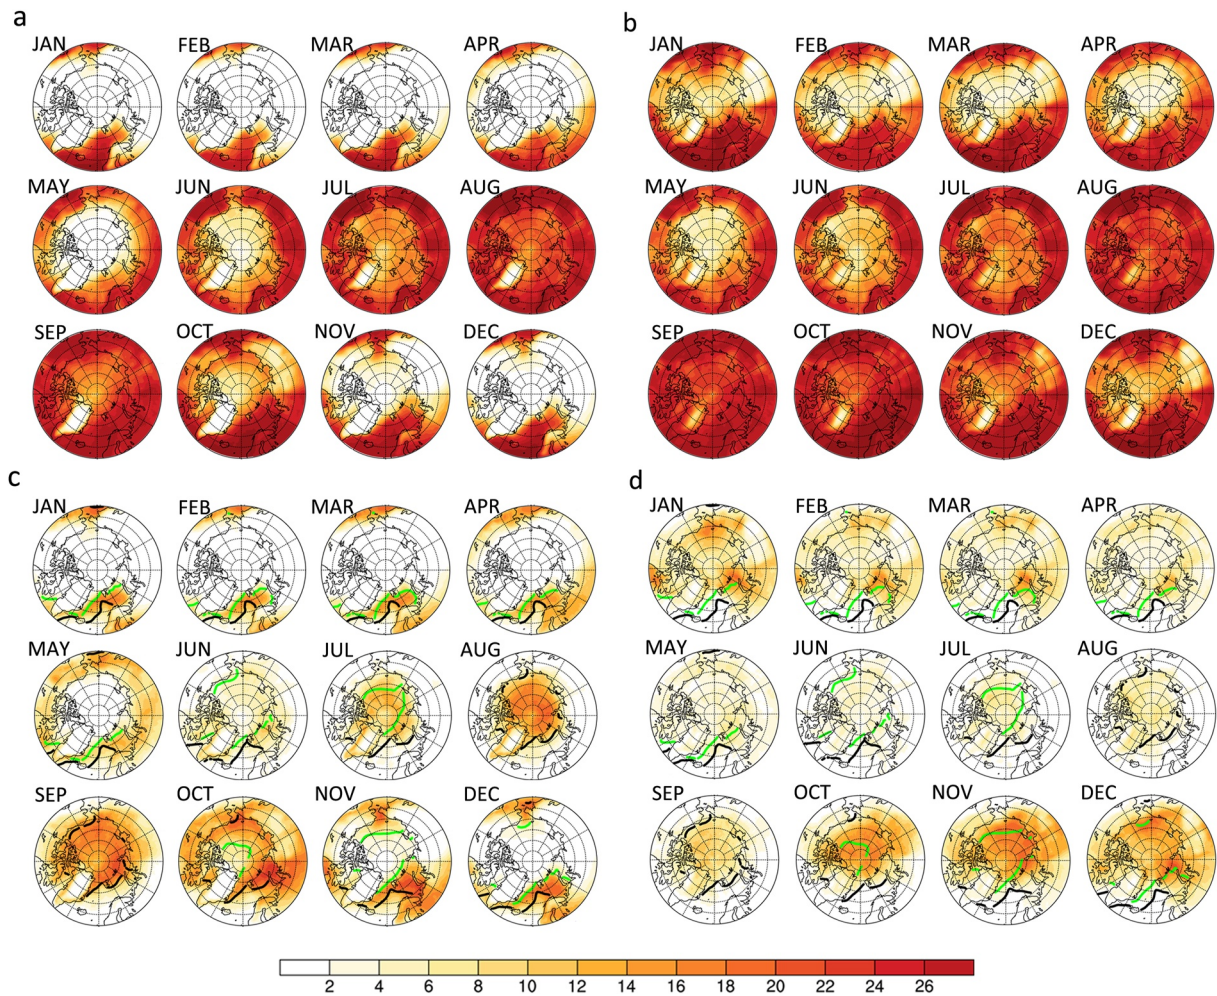 a
b
JAN FEB MAR APR JAN FEB MAR APR
MAY JUN JUL AUG MAY JUN JUL AUG
SEP OCT NOV DEC SEP OCT NOV DEC
c
d
JAN FEB MAR APR JAN FEB MAR APR
MAY JUN JUL AUG MAY JUN JUL AUG
SEP OCT NOV DEC SEP OCT NOV DEC
2 4 6 8 10 12 14 16 18 20 22 24 26